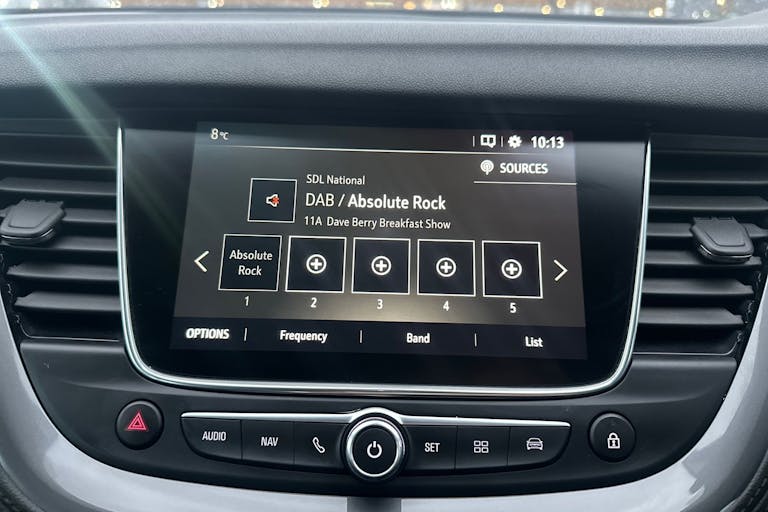 8°C
10:13
SOURCES
SDL National
DAB / Absolute Rock
11A Dave Berry Breakfast Show
Absolute
Rock
1 2 3 4 5
OPTIONS Frequency Band List
AUDIO NAV SET